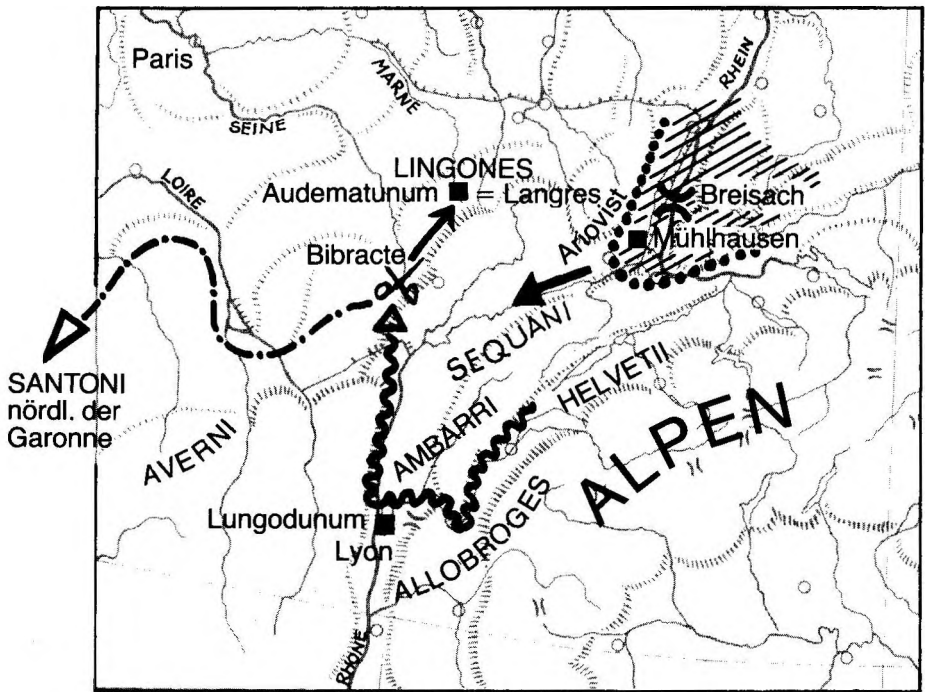 Paris
MARNE
RHEIN
SEINE
LINGONES
Audematunum = Langres
LOIRE
Ariovist
Breisach
Mühlhausen
Bibracte
SEQUANI
HELVETII
SANTONI
nördl. der
Garonne
AVERNI
AMBARRI
ALPEN
Lungodunum
Lyon
ALLOBROGES
RHÔNE